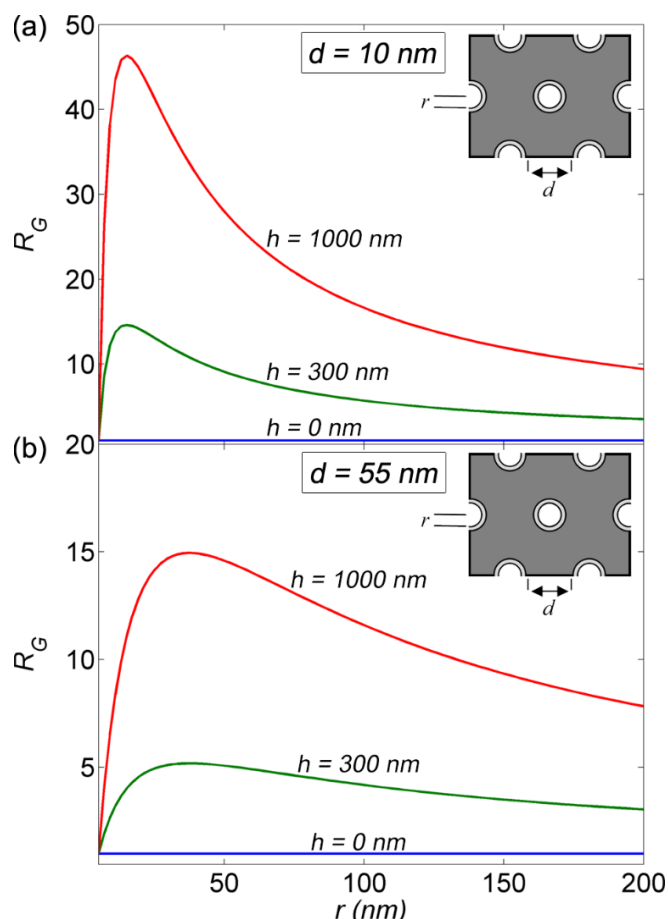 (a)
d = 10 nm
r
d
50
40
30
20
10
R_G
h = 1000 nm
h = 300 nm
h = 0 nm
(b)
d = 55 nm
r
d
20
15
10
5
R_G
h = 1000 nm
h = 300 nm
h = 0 nm
50 100 150 200
r (nm)